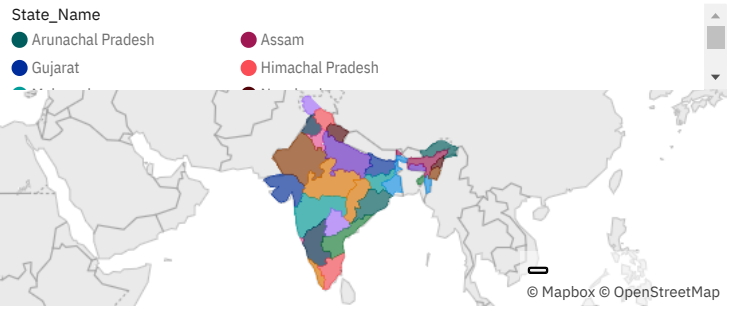 State_Name
Arunachal Pradesh
Assam
Gujarat
Himachal Pradesh
© Mapbox © OpenStreetMap